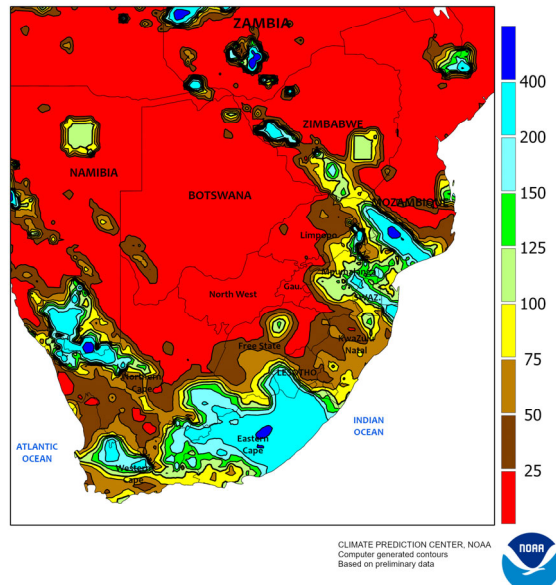 ZAMBIA
400
ZIMBABWE
200
NAMIBIA
BOTSWANA
MOZAMBIQUE
150
Limpopo
125
Mpumalanga
North West
Gau.
SWAZ.
100
Free State
KwaZulu
Natal
75
LESOTHO
Northern
Cape
INDIAN
OCEAN
50
Eastern
Cape
ATLANTIC
OCEAN
Western
Cape
25
CLIMATE PREDICTION CENTER, NOAA
Computer generated contours
Based on preliminary data
NOAA